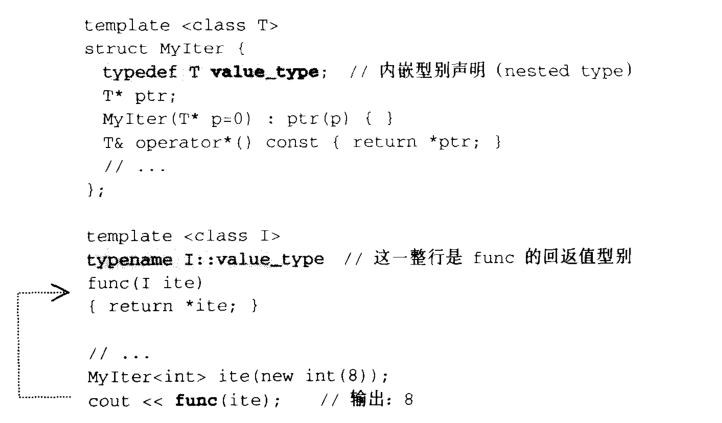 template <class T>
struct MyIter {
  typedef T value_type;  // 内嵌型别声明 (nested type)
  T* ptr;
  MyIter(T* p=0) : ptr(p) { }
  T& operator*() const { return *ptr; }
  // ...
};

template <class I>
typename I::value_type  // 这一整行是 func 的回返值型别
func(I ite)
{ return *ite; }

// ...
MyIter<int> ite(new int(8));
cout << func(ite);   // 输出: 8